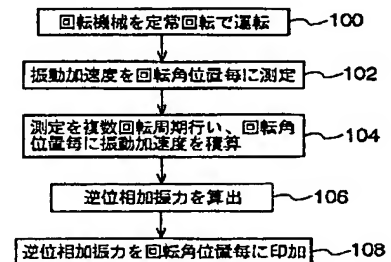 回転機械を定常回転で運転 100
振動加速度を回転角位置毎に測定 102
測定を複数回転周期行い、回転角
位置毎に振動加速度を積算 104
逆位相加振力を算出 106
逆位相加振力を回転角位置毎に印加 108